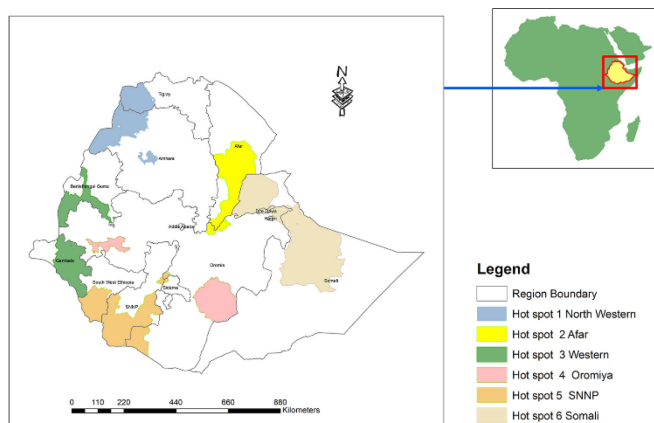 N
Tigray
Afar
Amhara
Benishangul Gumz
Dire Dawa
Harari
Addis Ababa
Gambela
Oromia
South West Ethiopia
Sidama
Somali
SNNP
0 110 220 440 660 880
Kilometers
Legend
Region Boundary
Hot spot 1 North Western
Hot spot 2 Afar
Hot spot 3 Western
Hot spot 4 Oromiya
Hot spot 5 SNNP
Hot spot 6 Somali